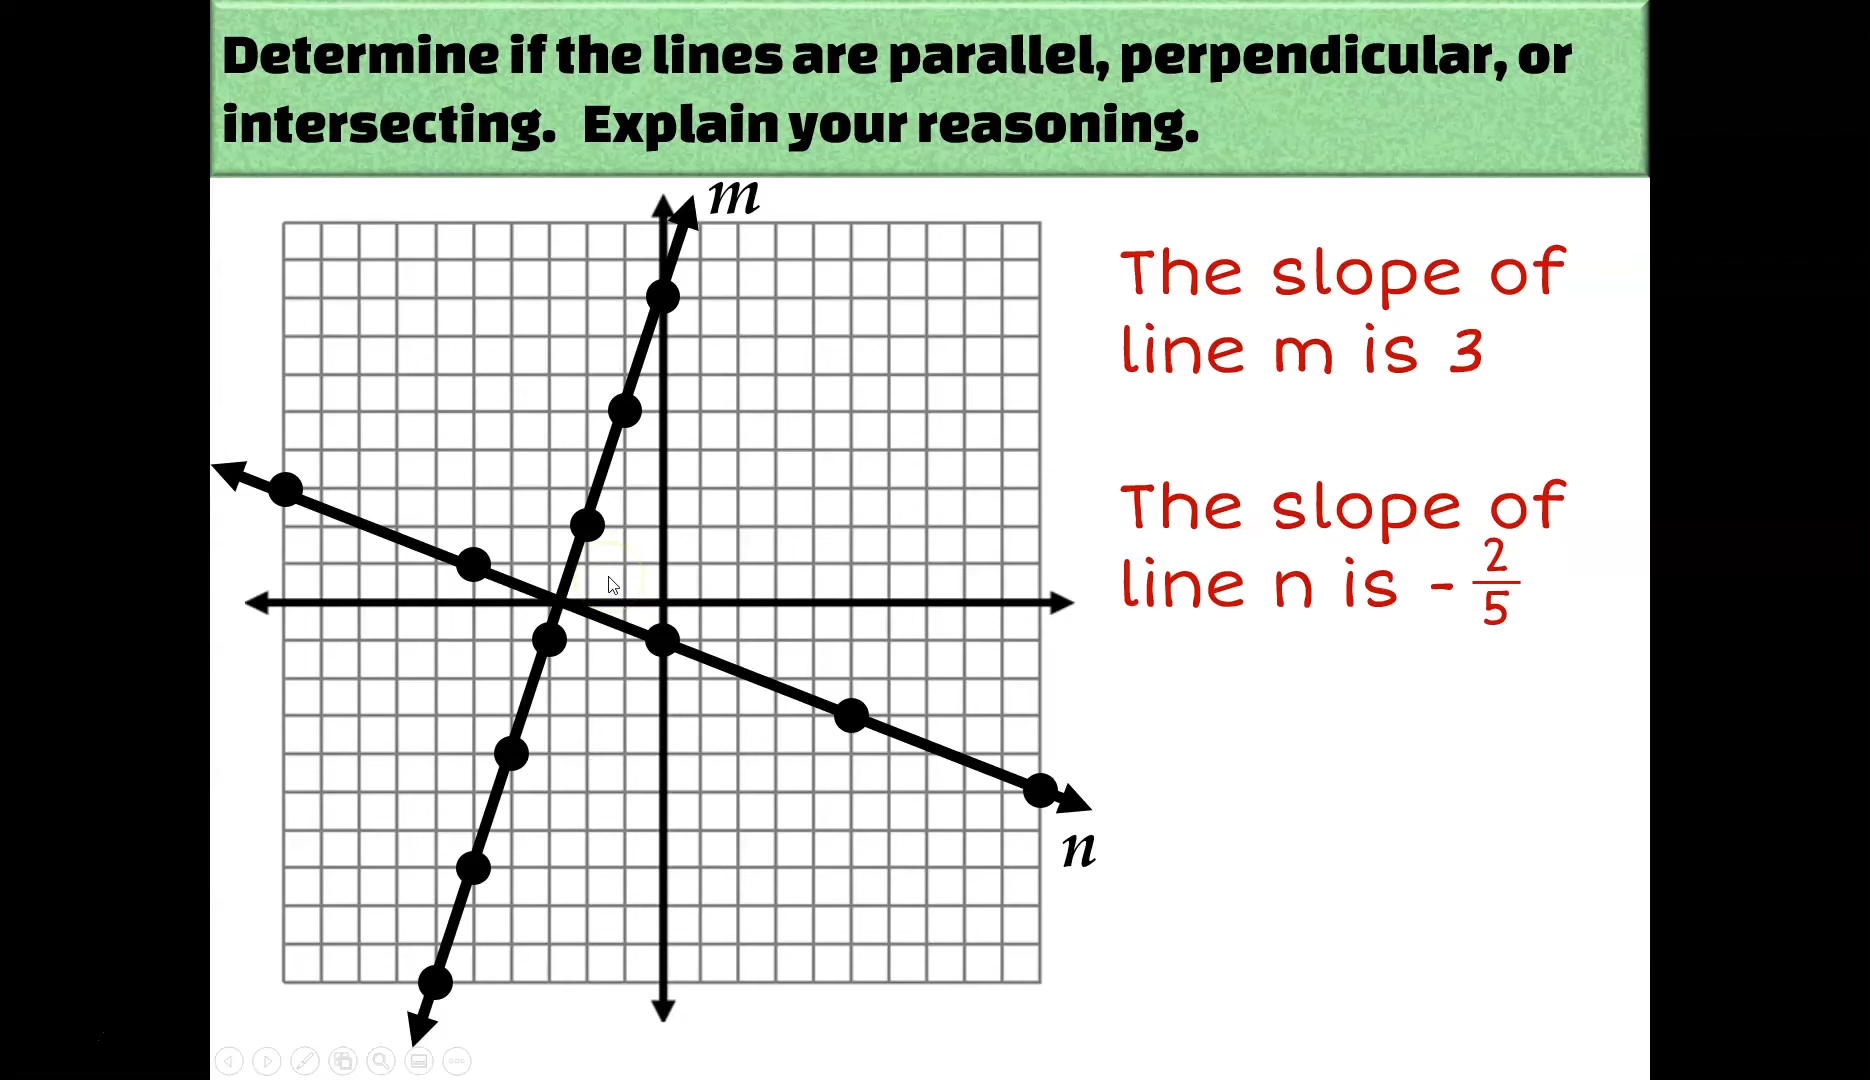 Determine if the lines are parallel, perpendicular, or
intersecting. Explain your reasoning.
m
The slope of
line m is 3
The slope of
line n is - 2/5
n